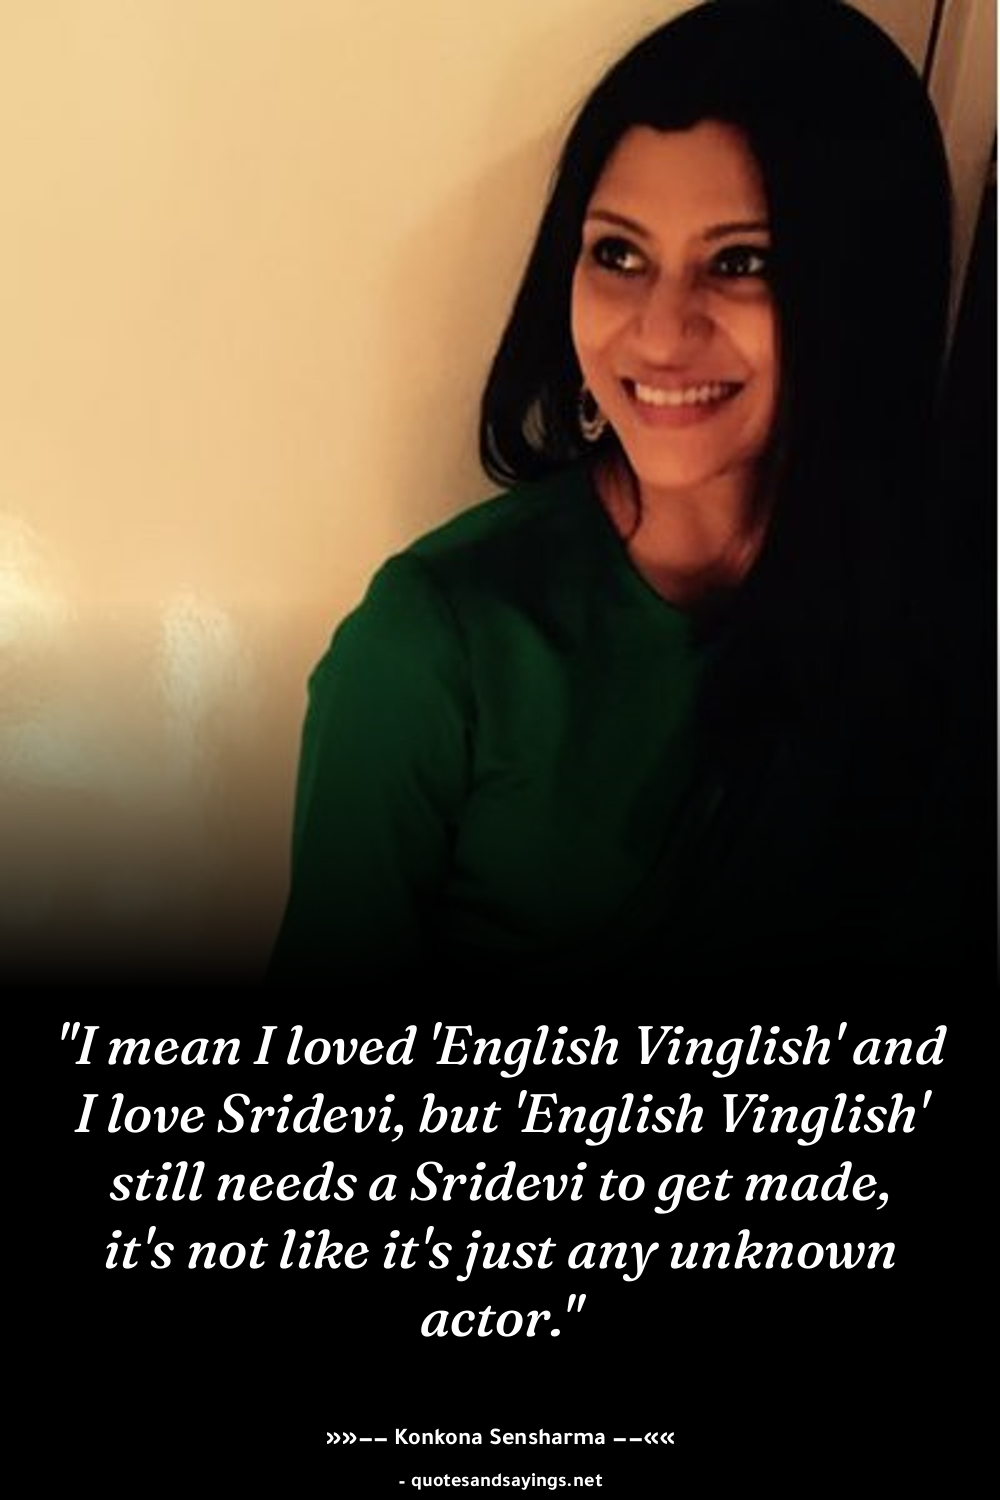 "I mean I loved 'English Vinglish' and
I love Sridevi, but 'English Vinglish'
still needs a Sridevi to get made,
it's not like it's just any unknown
actor."
»»−− Konkona Sensharma −−««
- quotesandsayings.net